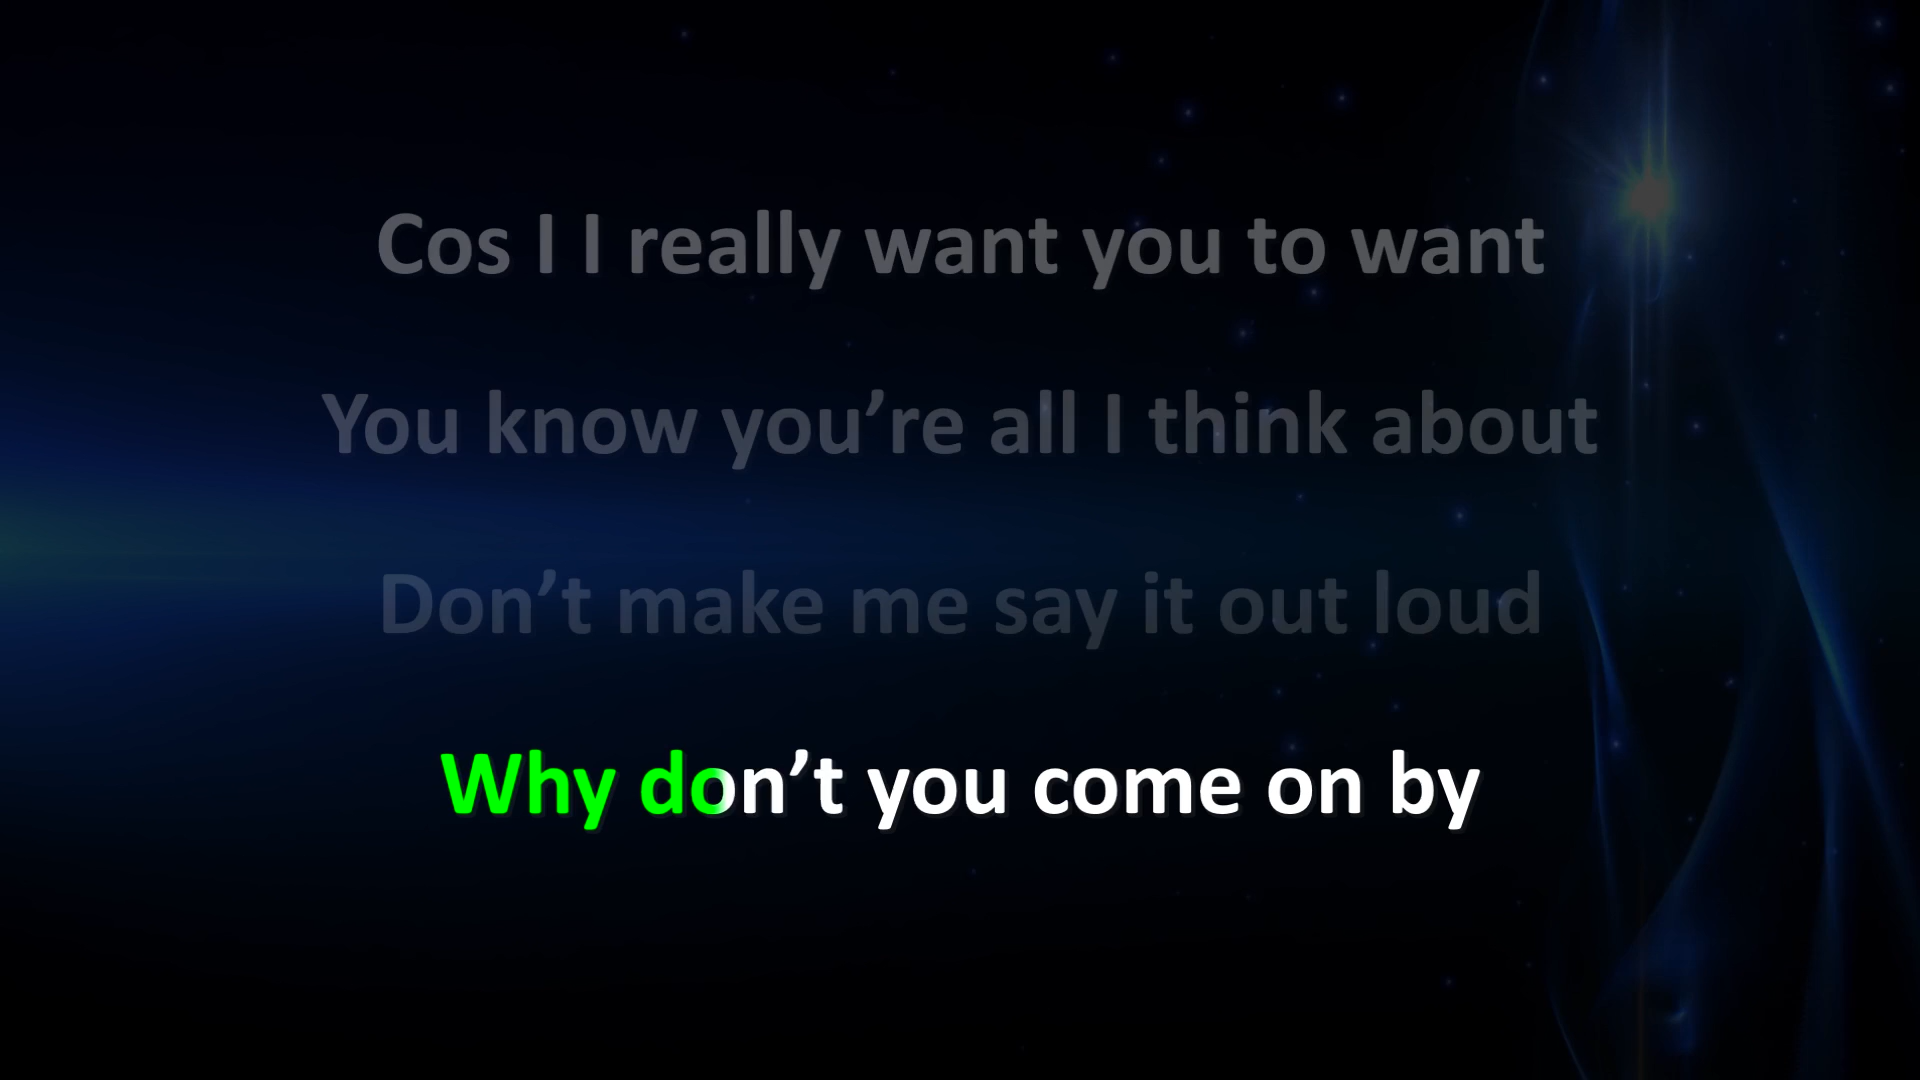 Cos I I really want you to want
You know you’re all I think about
Don’t make me say it out loud
Why don’t you come on by